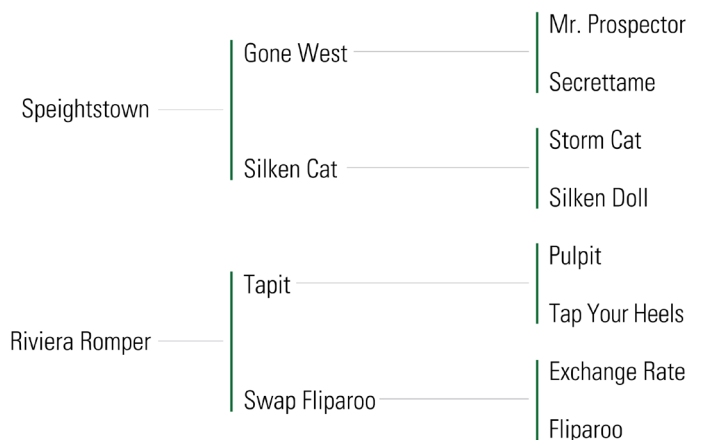 Mr. Prospector
Gone West
Secrettame
Speightstown
Storm Cat
Silken Cat
Silken Doll
Pulpit
Tapit
Tap Your Heels
Riviera Romper
Exchange Rate
Swap Fliparoo
Fliparoo